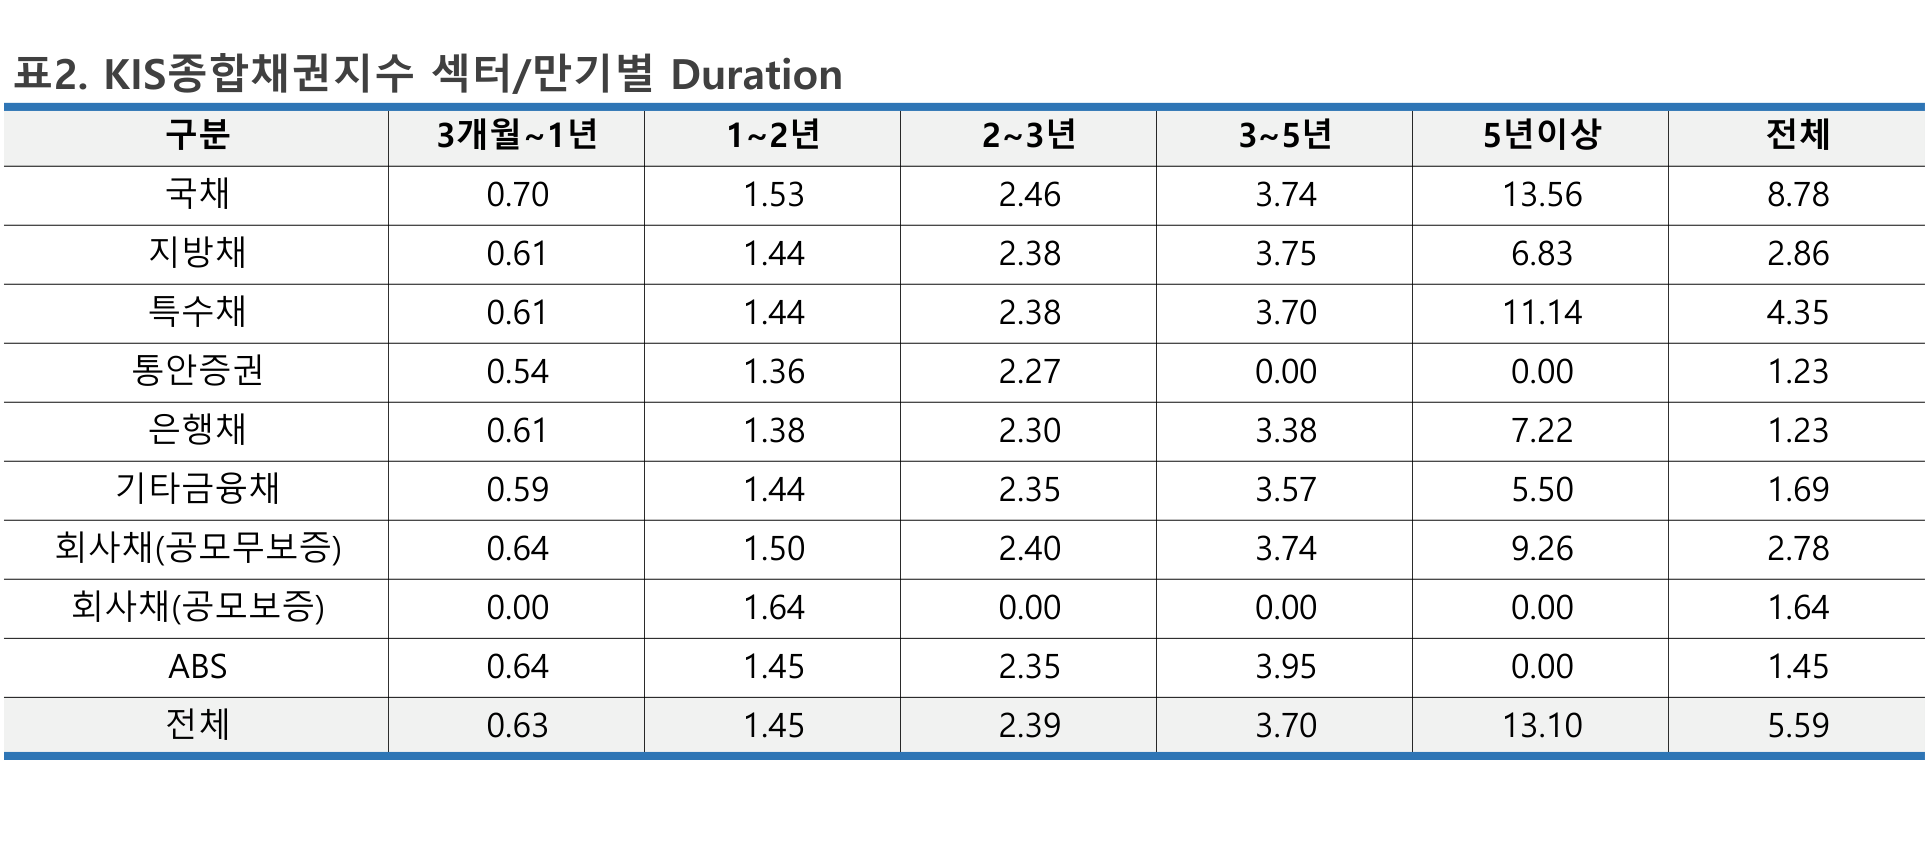 표2. KIS종합채권지수 섹터/만기별 Duration
구분 3개월~1년 1~2년 2~3년 3~5년 5년이상 전체
국채 0.70 1.53 2.46 3.74 13.56 8.78
지방채 0.61 1.44 2.38 3.75 6.83 2.86
특수채 0.61 1.44 2.38 3.70 11.14 4.35
통안증권 0.54 1.36 2.27 0.00 0.00 1.23
은행채 0.61 1.38 2.30 3.38 7.22 1.23
기타금융채 0.59 1.44 2.35 3.57 5.50 1.69
회사채(공모무보증) 0.64 1.50 2.40 3.74 9.26 2.78
회사채(공모보증) 0.00 1.64 0.00 0.00 0.00 1.64
ABS 0.64 1.45 2.35 3.95 0.00 1.45
전체 0.63 1.45 2.39 3.70 13.10 5.59